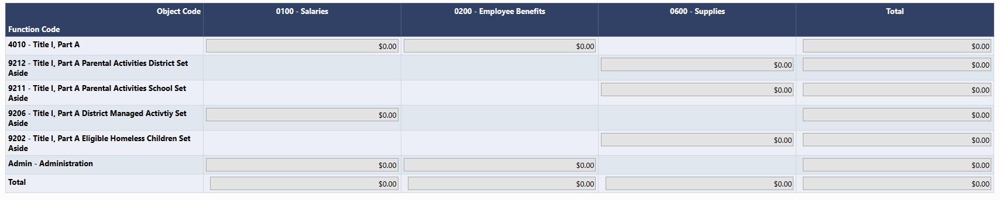 Object Code 0100 - Salaries 0200 - Employee Benefits 0600 - Supplies Total
Function Code
4010 - Title I, Part A $0.00 $0.00 $0.00
9212 - Title I, Part A Parental Activities District Set
Aside $0.00 $0.00
9211 - Title I, Part A Parental Activities School Set
Aside $0.00 $0.00
9206 - Title I, Part A District Managed Activtiy Set
Aside $0.00 $0.00
9202 - Title I, Part A Eligible Homeless Children Set
Aside $0.00 $0.00
Admin - Administration $0.00 $0.00 $0.00
Total $0.00 $0.00 $0.00 $0.00